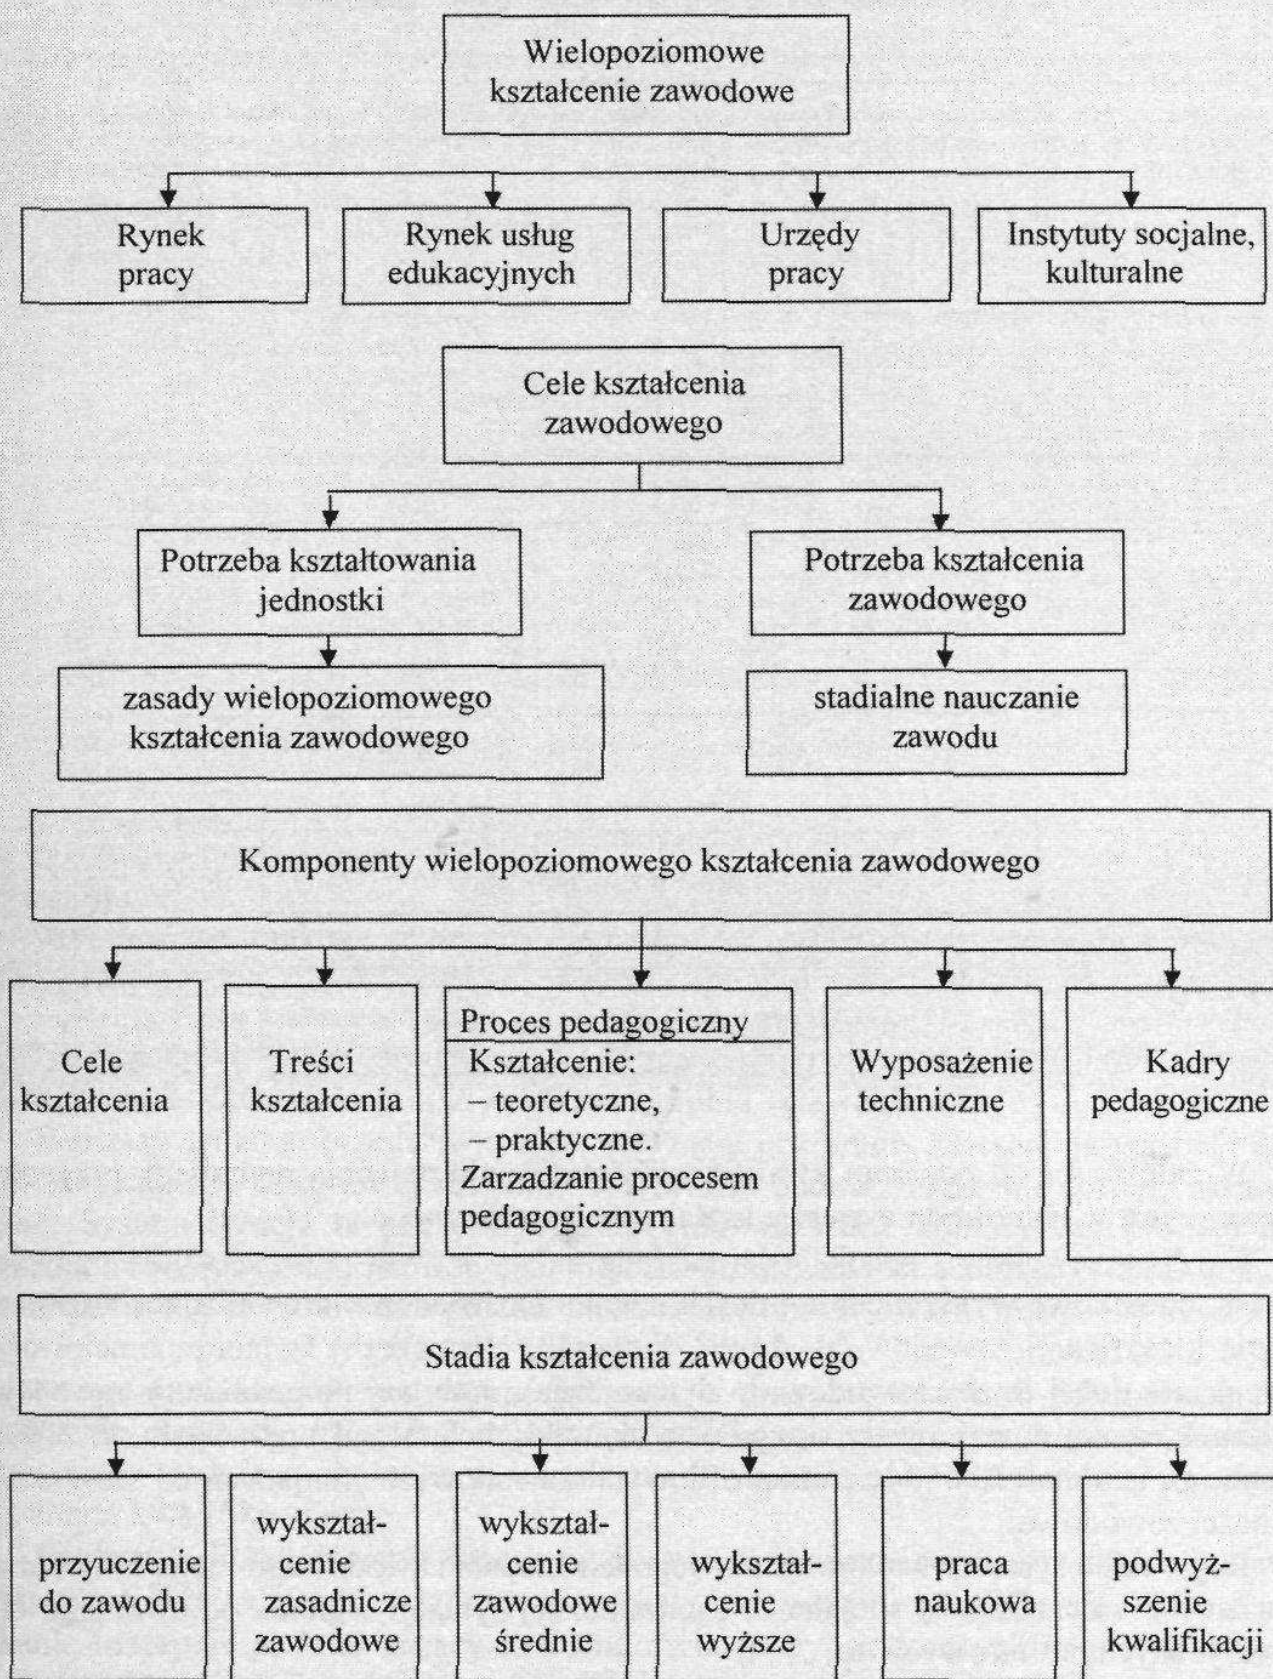 Wielopoziomowe
kształcenie zawodowe
Rynek
pracy
Rynek usług
edukacyjnych
Urzędy
pracy
Instytuty socjalne,
kulturalne
Cele kształcenia
zawodowego
Potrzeba kształtowania
jednostki
Potrzeba kształcenia
zawodowego
zasady wielopoziomowego
kształcenia zawodowego
stadialne nauczanie
zawodu
Komponenty wielopoziomowego kształcenia zawodowego
Cele
kształcenia
Treści
kształcenia
Proces pedagogiczny
Kształcenie:
– teoretyczne,
– praktyczne.
Zarzadzanie procesem
pedagogicznym
Wyposażenie
techniczne
Kadry
pedagogiczne
Stadia kształcenia zawodowego
przyuczenie
do zawodu
wykształ-
cenie
zasadnicze
zawodowe
wykształ-
cenie
zawodowe
średnie
wykształ-
cenie
wyższe
praca
naukowa
podwyż-
szenie
kwalifikacji